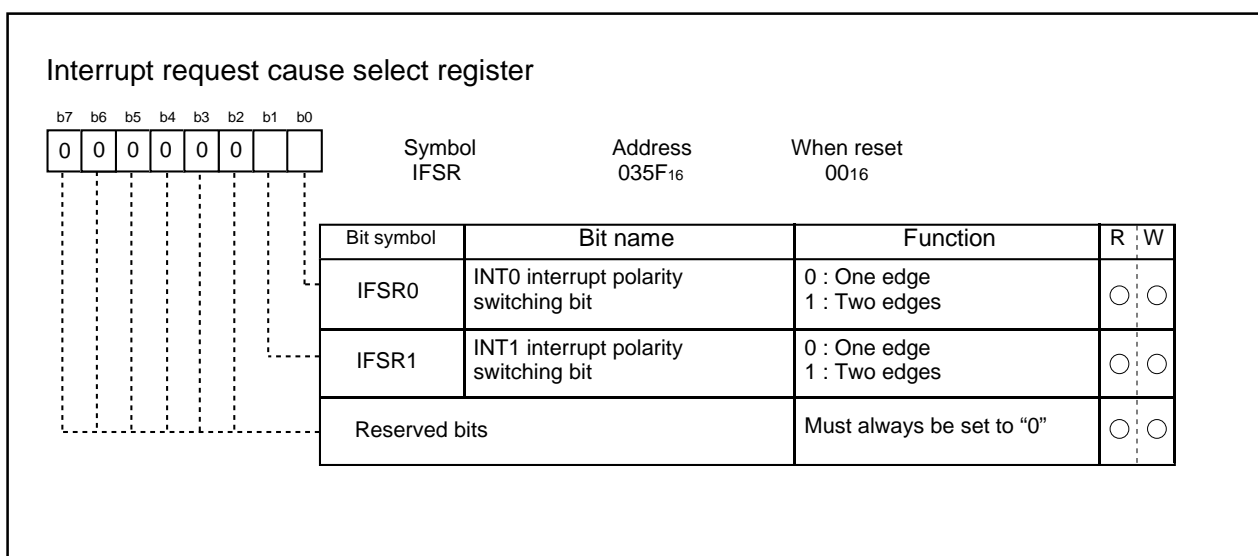 Interrupt request cause select register
b7 b6 b5 b4 b3 b2 b1 b0
0 0 0 0 0 0
Symbol Address When reset
IFSR 035F16 0016
Bit symbol Bit name Function R W
IFSR0 INT0 interrupt polarity switching bit 0 : One edge
1 : Two edges
IFSR1 INT1 interrupt polarity switching bit 0 : One edge
1 : Two edges
Reserved bits Must always be set to “0”